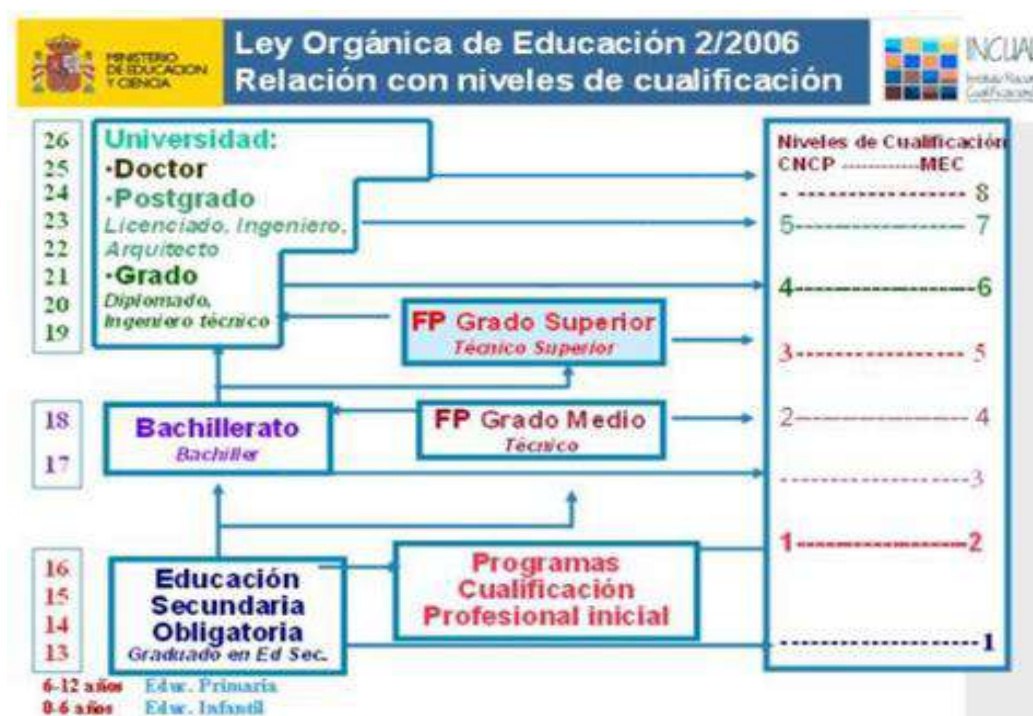 MINISTERIO
DE EDUCACION
Y CIENCIA
Ley Orgánica de Educación 2/2006
Relación con niveles de cualificación
INCUAL
26
25
24
23
22
21
20
19
Universidad:
·Doctor
·Postgrado
Licenciado, Ingeniero,
Arquitecto
·Grado
Diplomado,
Ingeniero técnico
FP Grado Superior
Técnico Superior
18
17
Bachillerato
Bachiller
FP Grado Medio
Técnico
16
15
14
13
Educación
Secundaria
Obligatoria
Graduado en Ed Sec.
Programas
Cualificación
Profesional inicial
Niveles de Cualificación
CNCP ------------MEC
- --------------------8
5--------------------7
4--------------------6
3--------------------5
2--------------------4
---------------------3
1--------------------2
---------------------1
6-12 años Educ. Primaria
0-6 años Educ. Infantil